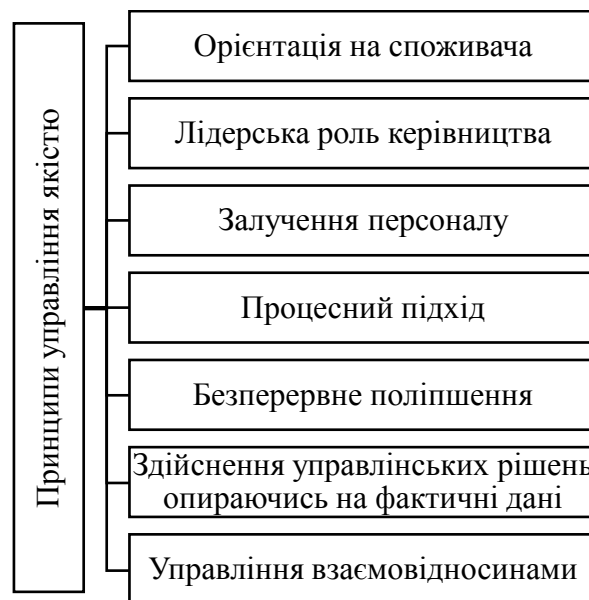 Принципи управління якістю
Орієнтація на споживача
Лідерська роль керівництва
Залучення персоналу
Процесний підхід
Безперервне поліпшення
Здійснення управлінських рішень
опираючись на фактичні дані
Управління взаємовідносинами